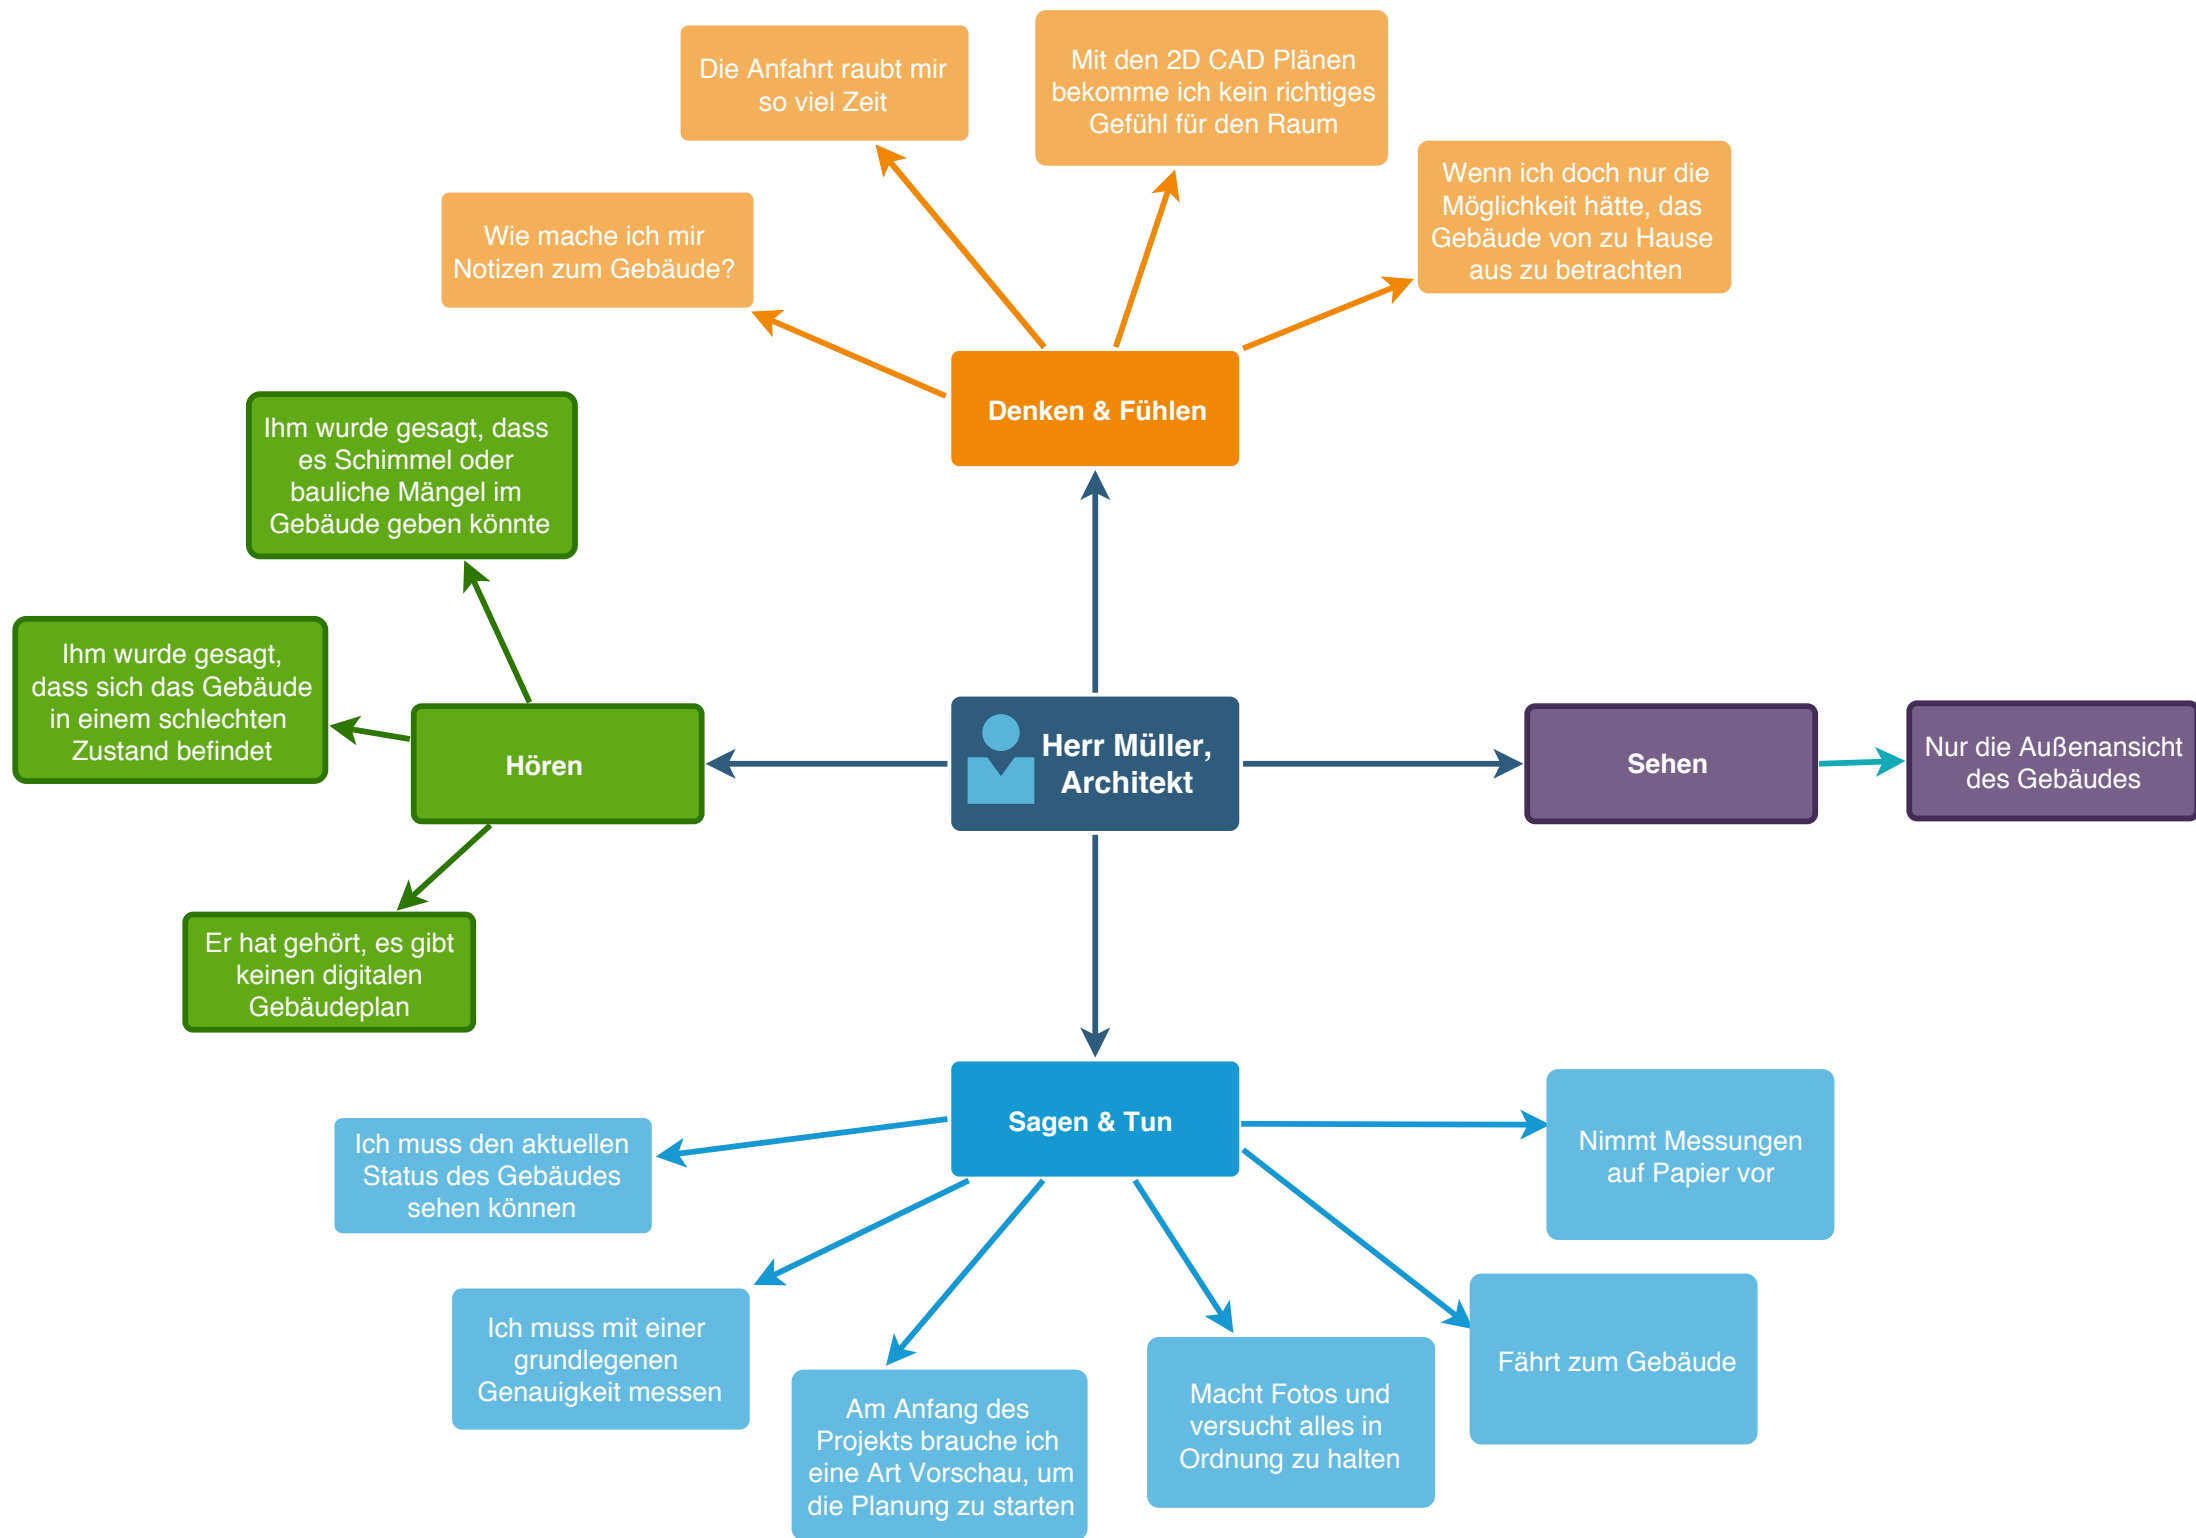 Die Anfahrt raubt mir
so viel Zeit
Mit den 2D CAD Plänen
bekomme ich kein richtiges
Gefühl für den Raum
Wenn ich doch nur die
Möglichkeit hätte, das
Gebäude von zu Hause
aus zu betrachten
Wie mache ich mir
Notizen zum Gebäude?
Denken & Fühlen
Ihm wurde gesagt, dass
es Schimmel oder
bauliche Mängel im
Gebäude geben könnte
Ihm wurde gesagt,
dass sich das Gebäude
in einem schlechten
Zustand befindet
Hören
Herr Müller,
Architekt
Sehen
Nur die Außenansicht
des Gebäudes
Er hat gehört, es gibt
keinen digitalen
Gebäudeplan
Sagen & Tun
Ich muss den aktuellen
Status des Gebäudes
sehen können
Nimmt Messungen
auf Papier vor
Ich muss mit einer
grundlegenen
Genauigkeit messen
Am Anfang des
Projekts brauche ich
eine Art Vorschau, um
die Planung zu starten
Macht Fotos und
versucht alles in
Ordnung zu halten
Fährt zum Gebäude